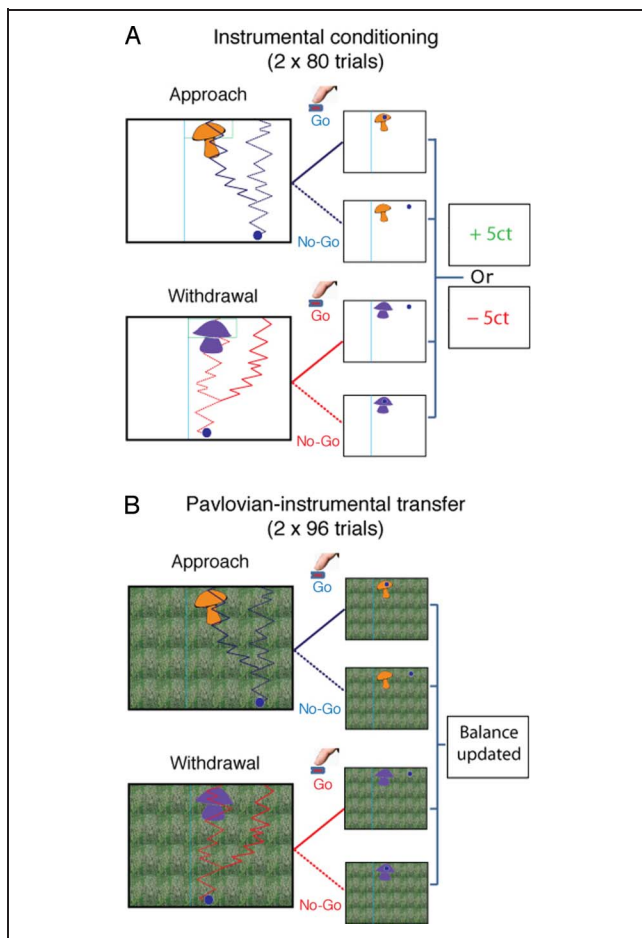 A
Instrumental conditioning
(2 x 80 trials)
Approach
Go
No-Go
Withdrawal
Go
No-Go
+ 5ct
Or
− 5ct
B
Pavlovian-instrumental transfer
(2 x 96 trials)
Approach
Go
No-Go
Withdrawal
Go
No-Go
Balance
updated